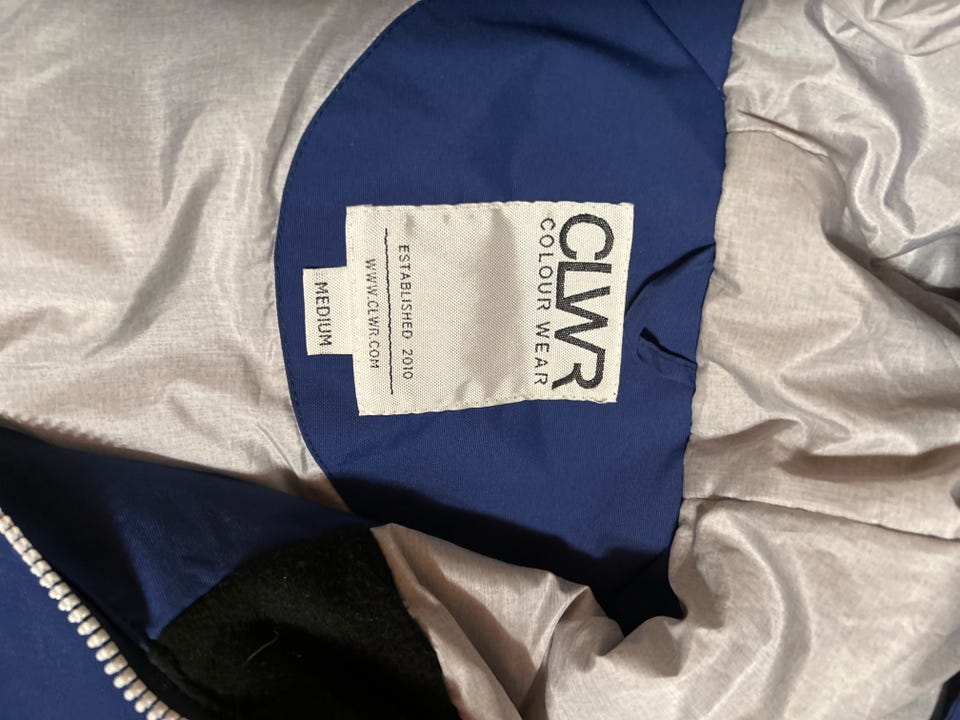 CLWR
COLOUR WEAR
ESTABLISHED 2010
WWW.CLWR.COM
MEDIUM